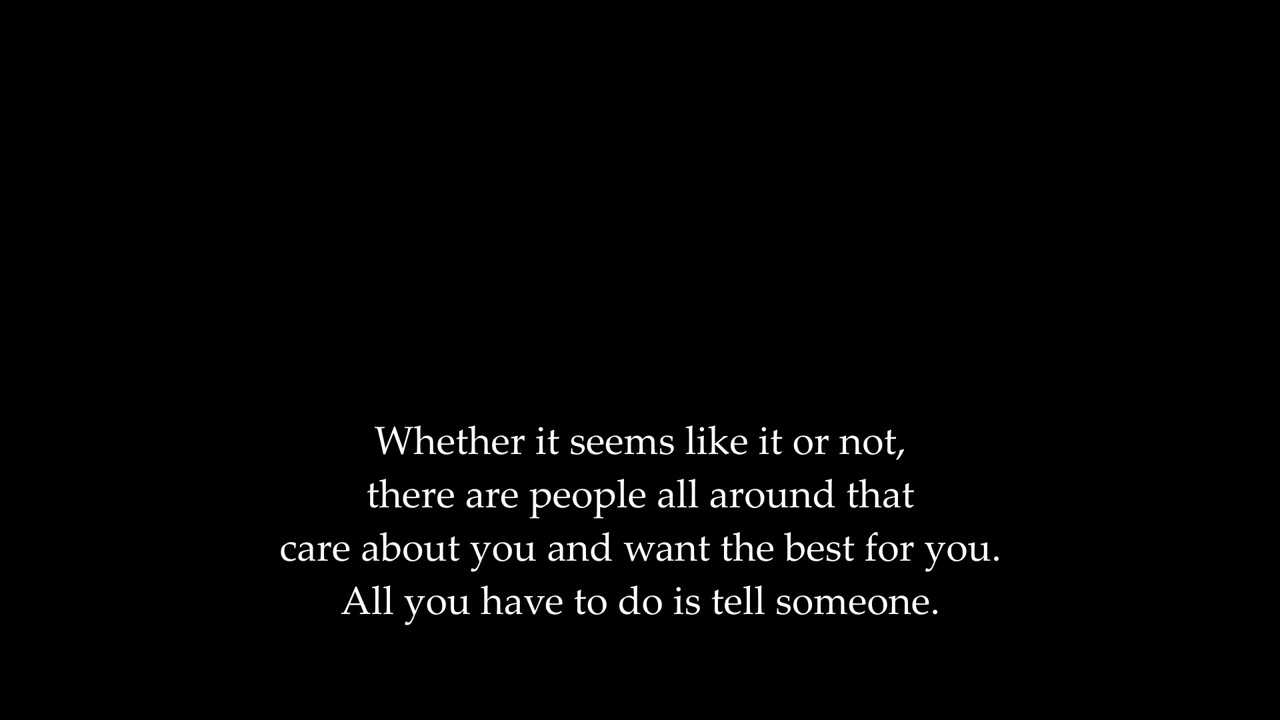 Whether it seems like it or not,
there are people all around that
care about you and want the best for you.
All you have to do is tell someone.